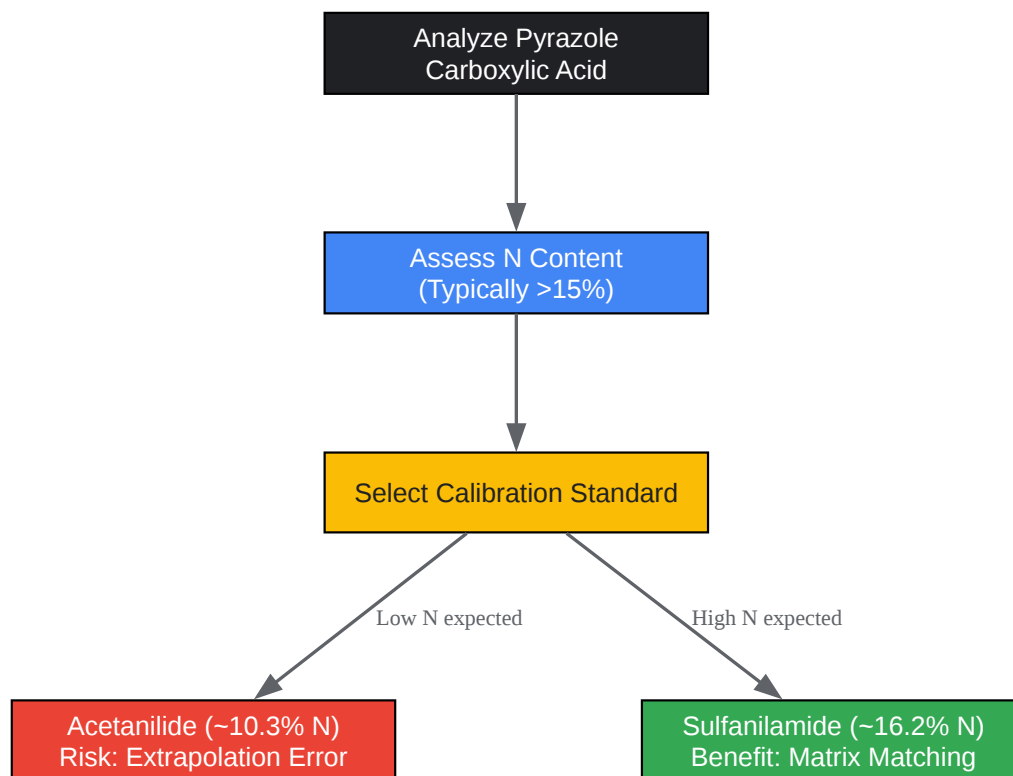 Analyze Pyrazole
Carboxylic Acid
Assess N Content
(Typically >15%)
Select Calibration Standard
Low N expected
High N expected
Acetanilide (~10.3% N)
Risk: Extrapolation Error
Sulfanilamide (~16.2% N)
Benefit: Matrix Matching